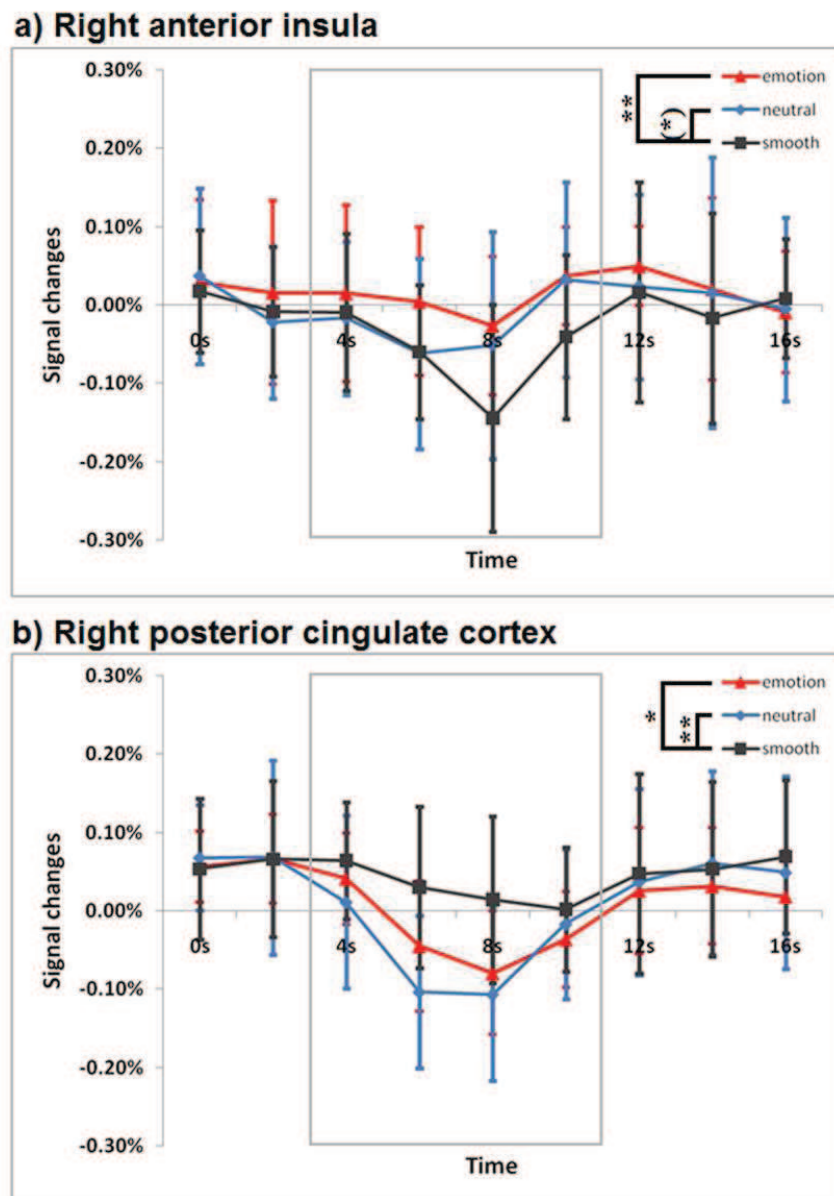 a) Right anterior insula
0.30%
0.20%
0.10%
0.00%
-0.10%
-0.20%
-0.30%
Signal changes
0s
4s
8s
12s
16s
Time
emotion
neutral
smooth
**
(*)
b) Right posterior cingulate cortex
0.30%
0.20%
0.10%
0.00%
-0.10%
-0.20%
-0.30%
Signal changes
0s
4s
8s
12s
16s
Time
emotion
neutral
smooth
*
**